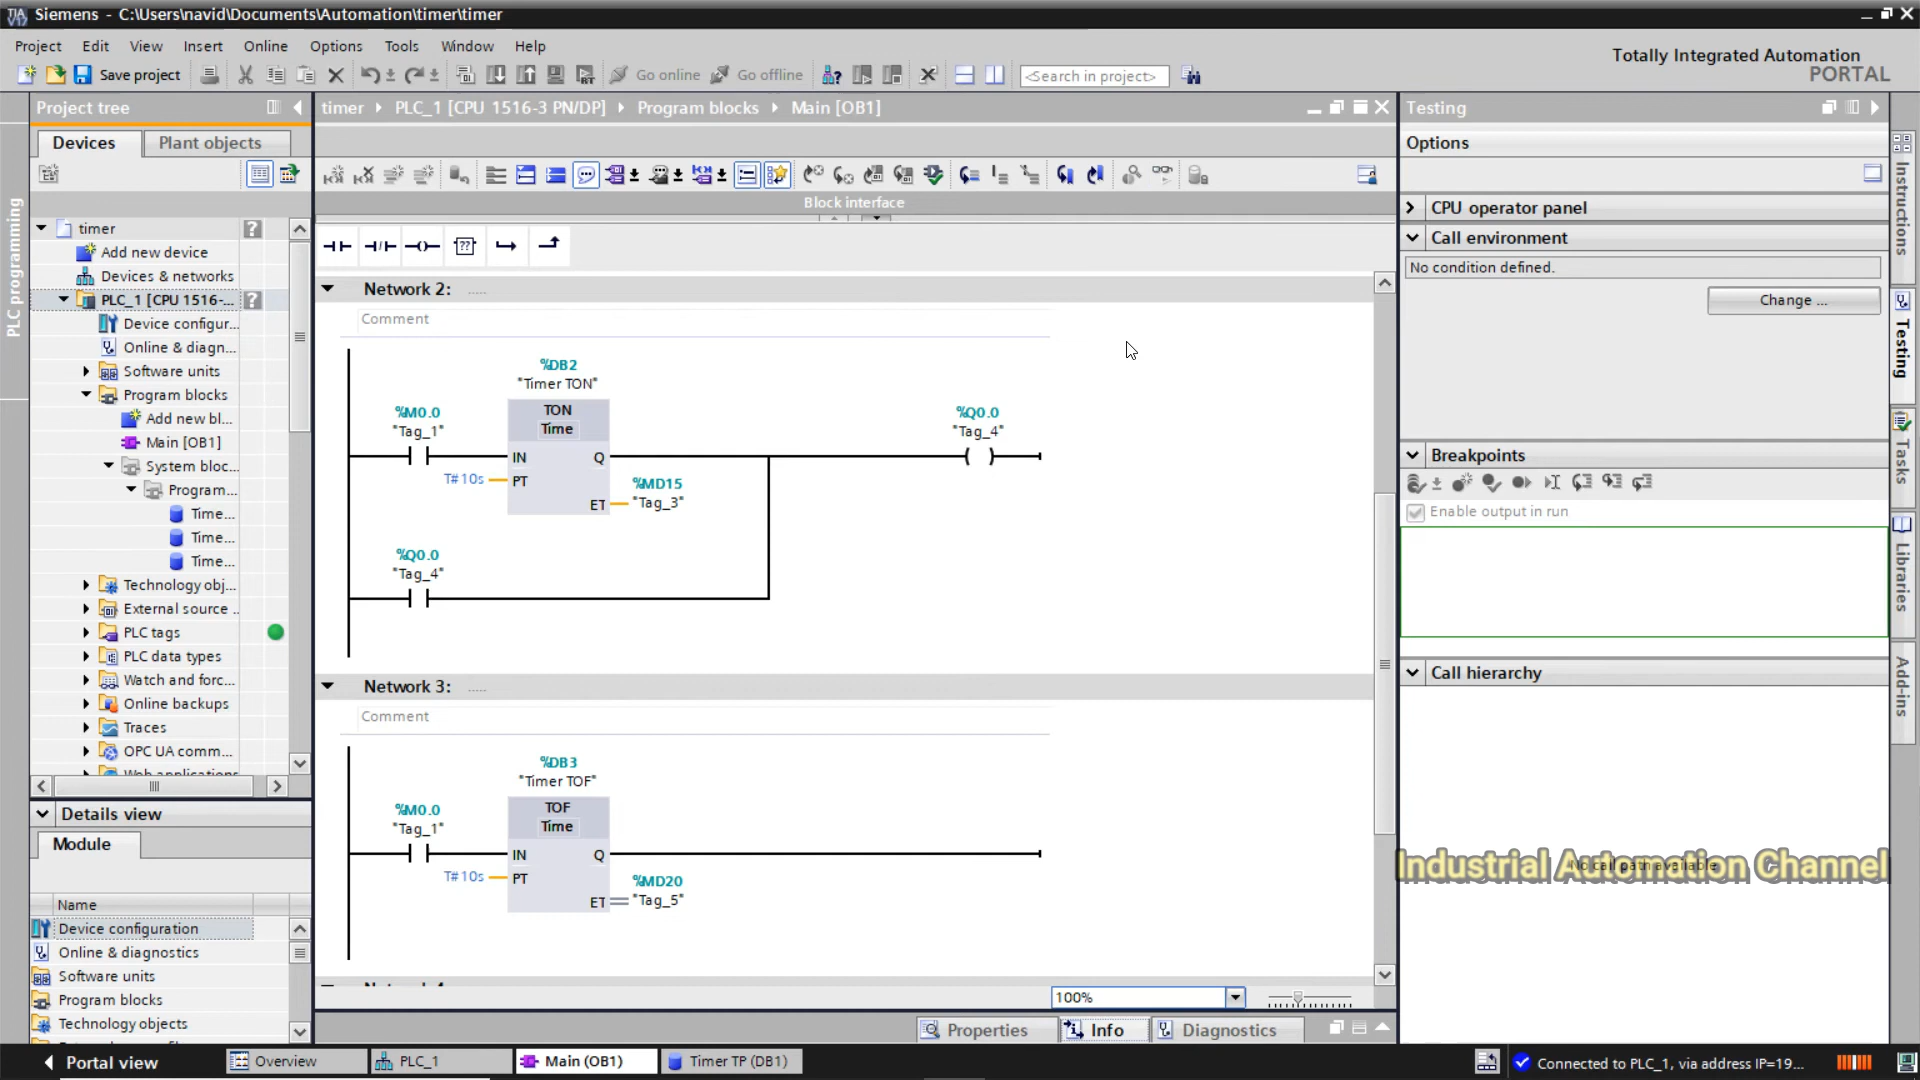 Siemens - C:\Users\navid\Documents\Automation\timer\timer
Project Edit View Insert Online Options Tools Window Help
Totally Integrated Automation
PORTAL
Save project
Go online
Go offline
<Search in project>
Project tree
timer PLC_1 [CPU 1516-3 PN/DP] Program blocks Main [OB1]
Testing
Devices
Plant objects
Options
Block interface
PLC programming
timer
Add new device
Devices & networks
PLC_1 [CPU 1516-...
Device configur...
Online & diagn...
Software units
Program blocks
Add new bl...
Main [OB1]
System bloc...
Program...
Time...
Time...
Time...
Technology obj...
External source ..
PLC tags
PLC data types
Watch and forc...
Online backups
Traces
OPC UA comm...
Web applications
Details view
Module
Name
Device configuration
Online & diagnostics
Software units
Program blocks
Technology objects
Network 2: .....
Comment
%DB2
"Timer TON"
%M0.0
"Tag_1"
TON
Time
%Q0.0
"Tag_4"
IN Q
T#10s PT
%MD15
ET "Tag_3"
%Q0.0
"Tag_4"
Network 3: .....
Comment
%DB3
"Timer TOF"
%M0.0
"Tag_1"
TOF
Time
IN Q
T#10s PT
%MD20
ET "Tag_5"
100%
Properties
Info
Diagnostics
CPU operator panel
Call environment
No condition defined.
Change ...
Breakpoints
Enable output in run
Call hierarchy
No call path available
Industrial Automation Channel
Instructions
Testing
Tasks
Libraries
Add-ins
Portal view
Overview
PLC_1
Main (OB1)
Timer TP (DB1)
Connected to PLC_1, via address IP=19...